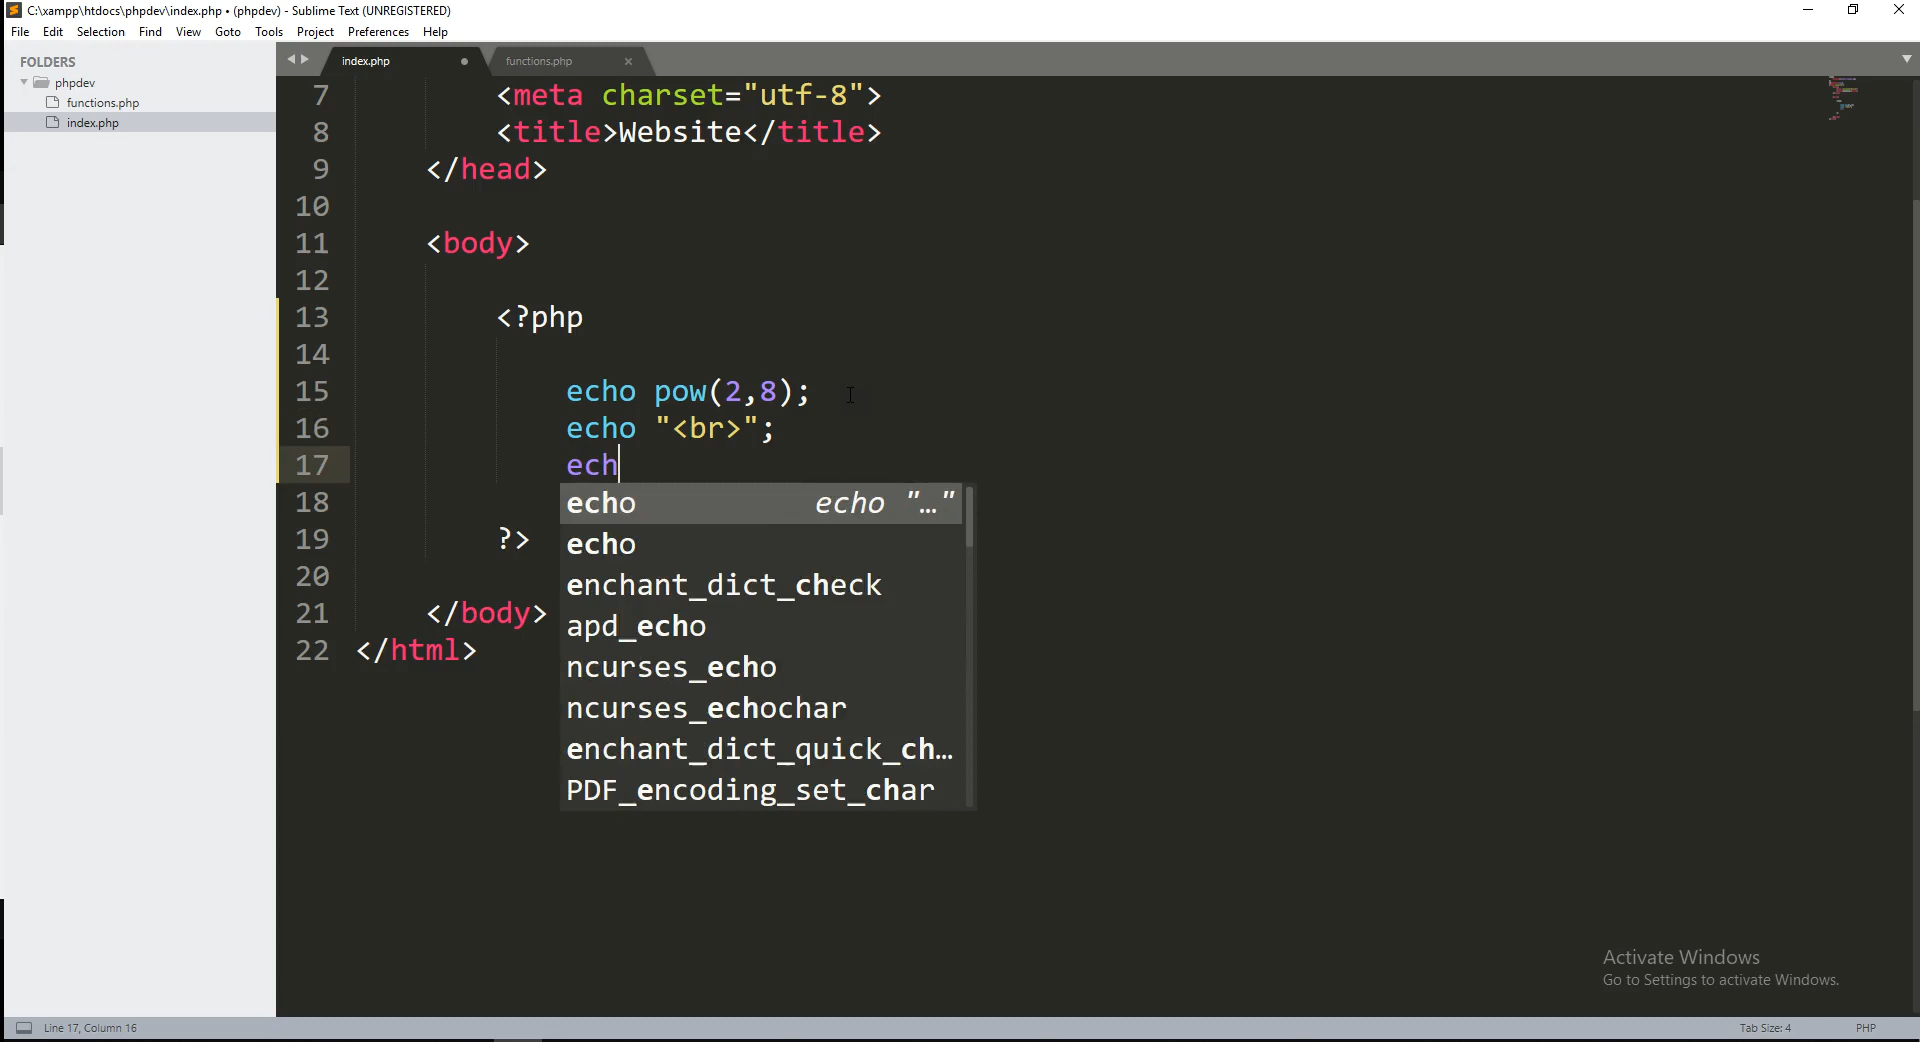 C:\xampp\htdocs\phpdev\index.php • (phpdev) - Sublime Text (UNREGISTERED)
File Edit Selection Find View Goto Tools Project Preferences Help
FOLDERS
phpdev
functions.php
index.php
index.php functions.php
7 <meta charset="utf-8">
8 <title>Website</title>
9 </head>
10
11 <body>
12
13 <?php
14
15 echo pow(2,8);
16 echo "<br>";
17 ech
18
19 ?>
20
21 </body>
22 </html>
echo echo "…"
echo
enchant_dict_check
apd_echo
ncurses_echo
ncurses_echochar
enchant_dict_quick_ch…
PDF_encoding_set_char
Activate Windows
Go to Settings to activate Windows.
Line 17, Column 16 Tab Size: 4 PHP